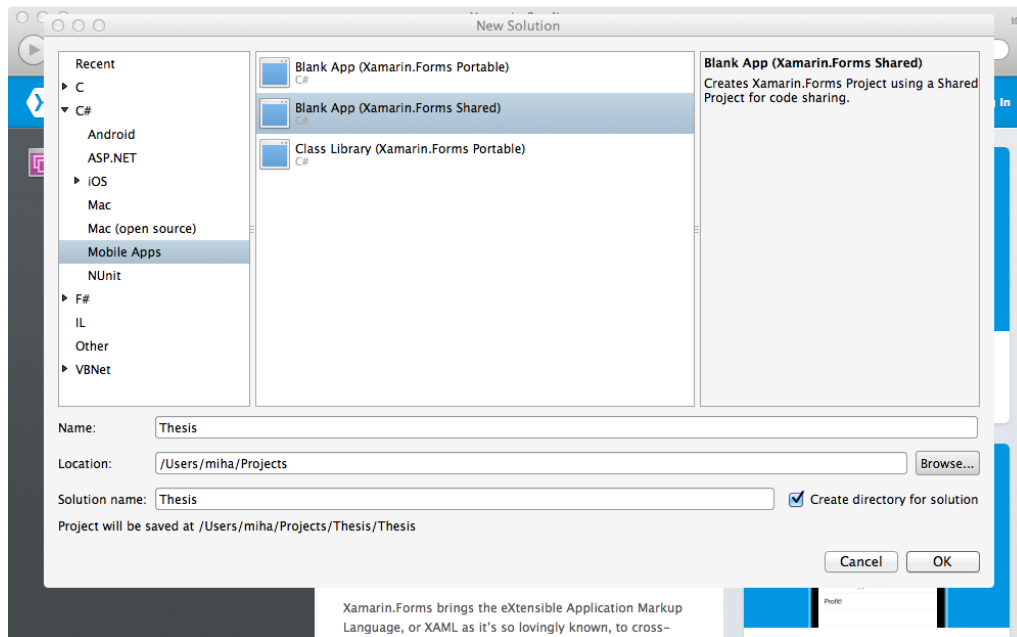 New Solution
Recent
C
C#
Android
ASP.NET
iOS
Mac
Mac (open source)
Mobile Apps
NUnit
F#
IL
Other
VBNet
Blank App (Xamarin.Forms Portable)
C#
Blank App (Xamarin.Forms Shared)
C#
Class Library (Xamarin.Forms Portable)
C#
Blank App (Xamarin.Forms Shared)
Creates Xamarin.Forms Project using a Shared
Project for code sharing.
In
Name: Thesis
Location: /Users/miha/Projects Browse...
Solution name: Thesis Create directory for solution
Project will be saved at /Users/miha/Projects/Thesis/Thesis
Cancel OK
Profit!
Xamarin.Forms brings the eXtensible Application Markup
Language, or XAML as it's so lovingly known, to cross-